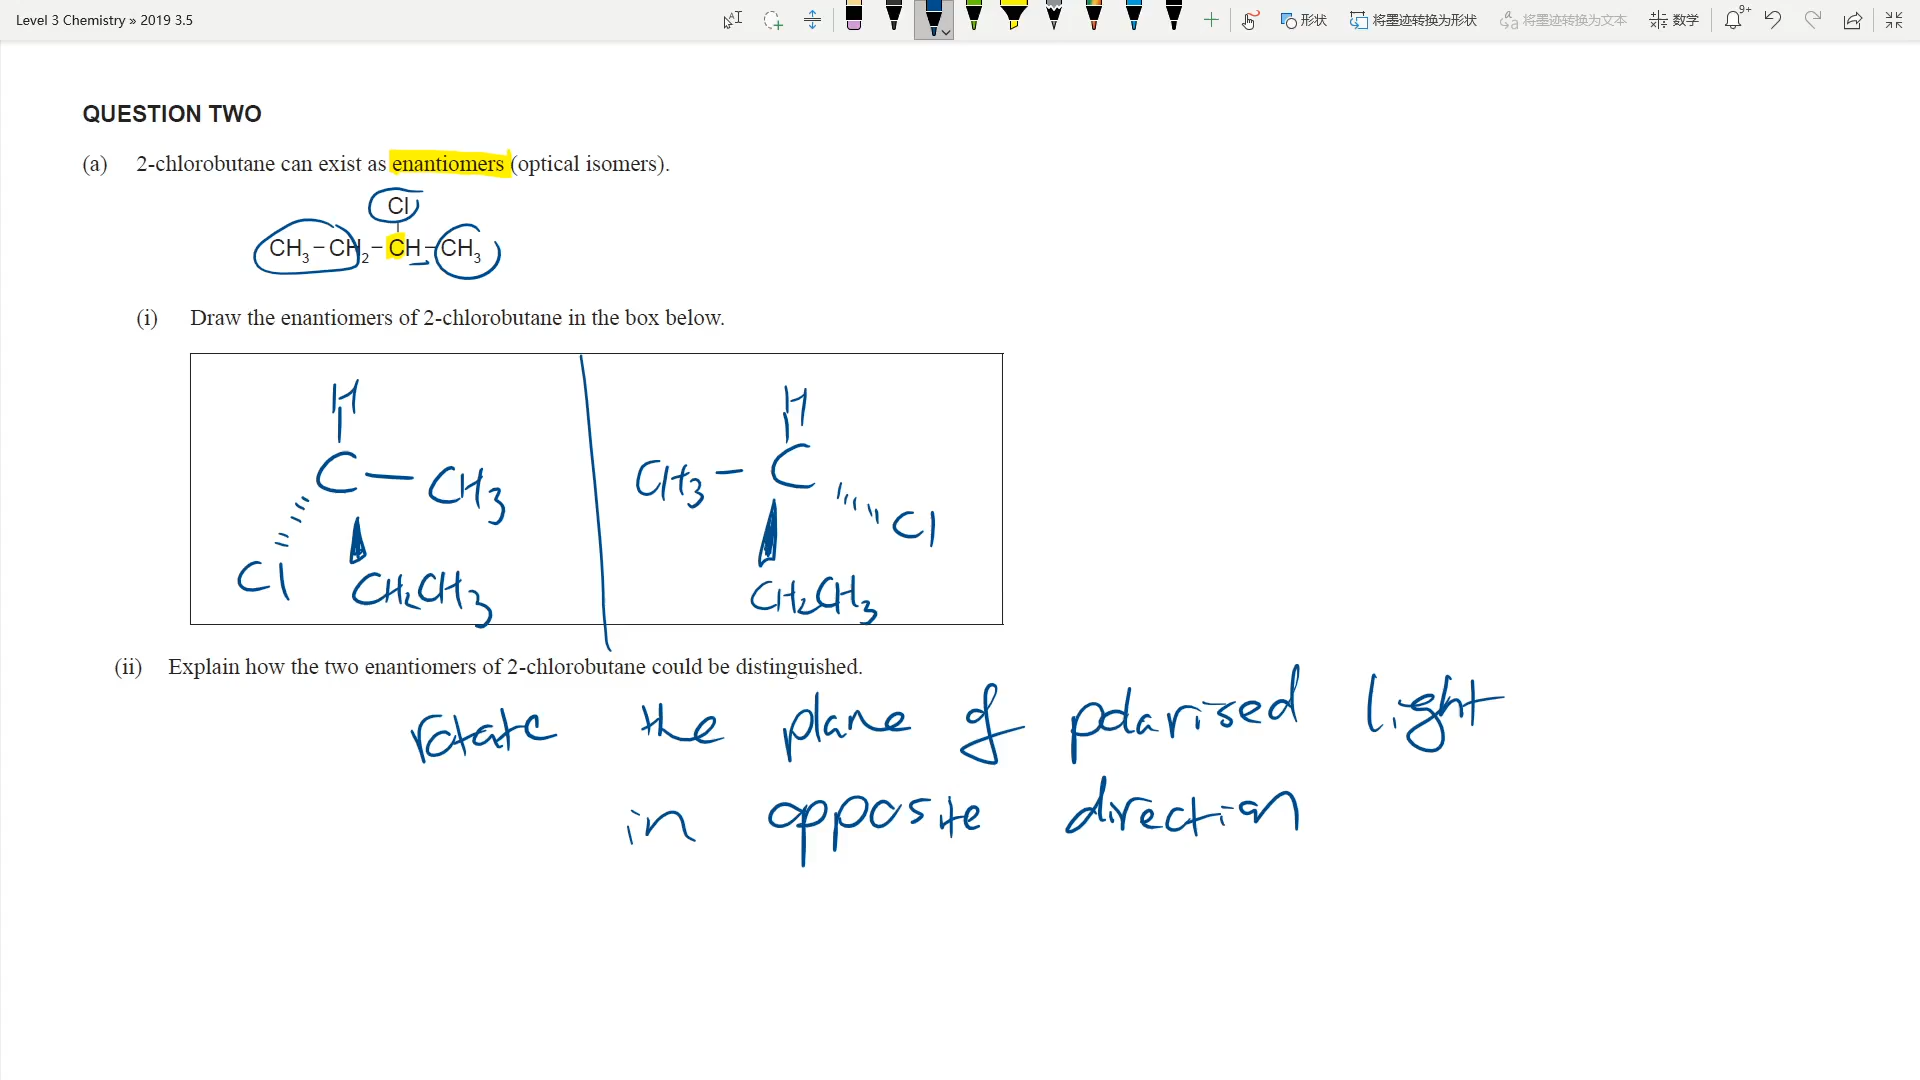 Level 3 Chemistry » 2019 3.5
形状
将墨迹转换为形状
将墨迹转换为文本
数学
9+
QUESTION TWO
(a) 2-chlorobutane can exist as enantiomers (optical isomers).
Cl
CH3–CH2–CH–CH3
(i) Draw the enantiomers of 2-chlorobutane in the box below.
H H
C — CH3 CH3 – C
Cl CH2CH3 CH2CH3 Cl
(ii) Explain how the two enantiomers of 2-chlorobutane could be distinguished.
rotate the plane of polarised light
in opposite direction